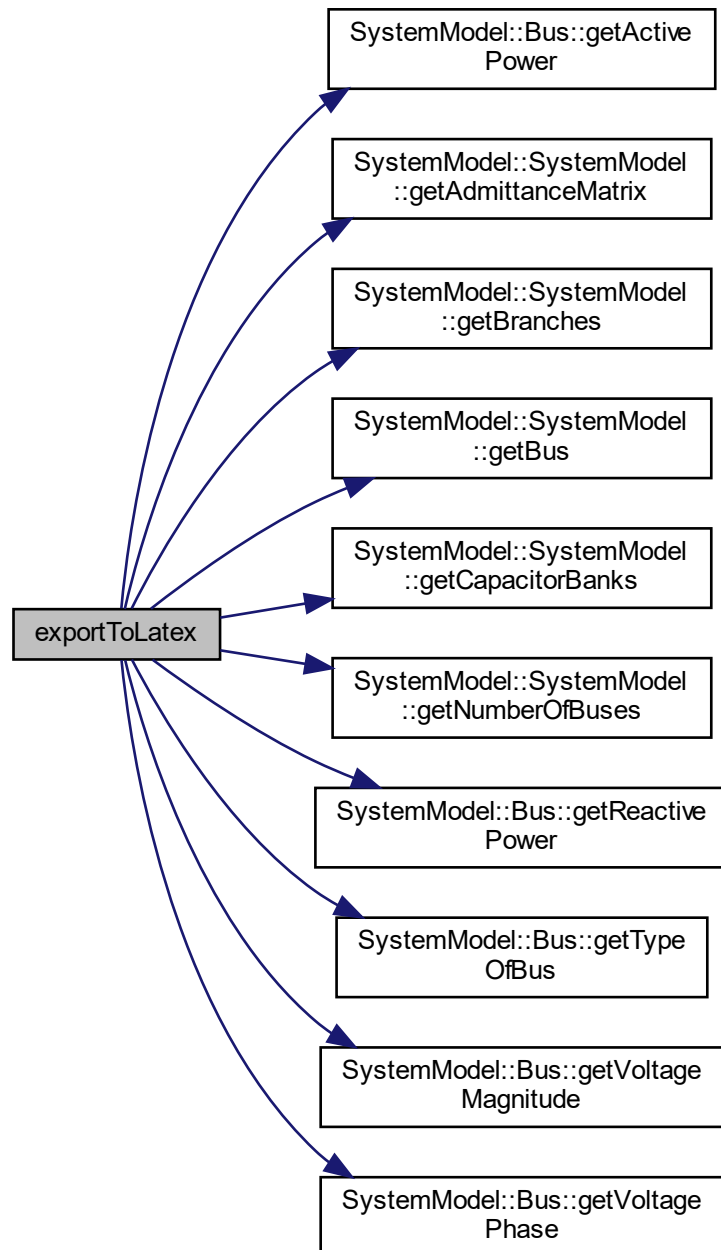 SystemModel::Bus::getActive
Power
SystemModel::SystemModel
::getAdmittanceMatrix
SystemModel::SystemModel
::getBranches
SystemModel::SystemModel
::getBus
SystemModel::SystemModel
::getCapacitorBanks
exportToLatex
SystemModel::SystemModel
::getNumberOfBuses
SystemModel::Bus::getReactive
Power
SystemModel::Bus::getType
OfBus
SystemModel::Bus::getVoltage
Magnitude
SystemModel::Bus::getVoltage
Phase